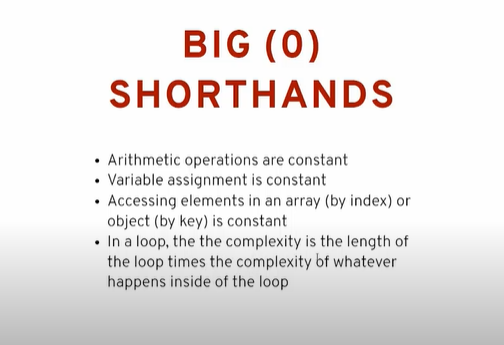 BIG (O)
SHORTHANDS
• Arithmetic operations are constant
• Variable assignment is constant
• Accessing elements in an array (by index) or
object (by key) is constant
• In a loop, the the complexity is the length of
the loop times the complexity of whatever
happens inside of the loop